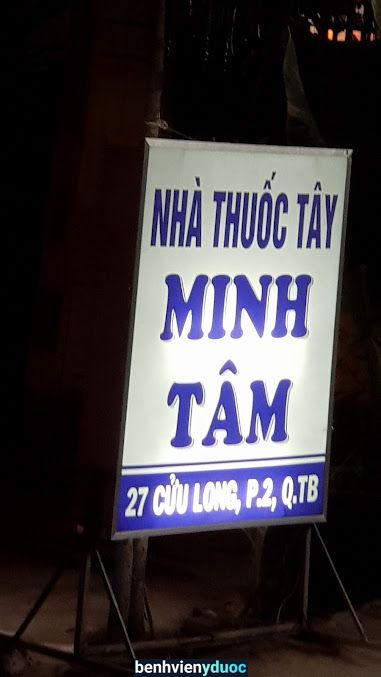 NHÀ THUỐC TÂY
MINH
TÂM
27 CỬU LONG, P.2, Q.TB
benhvienyduoc